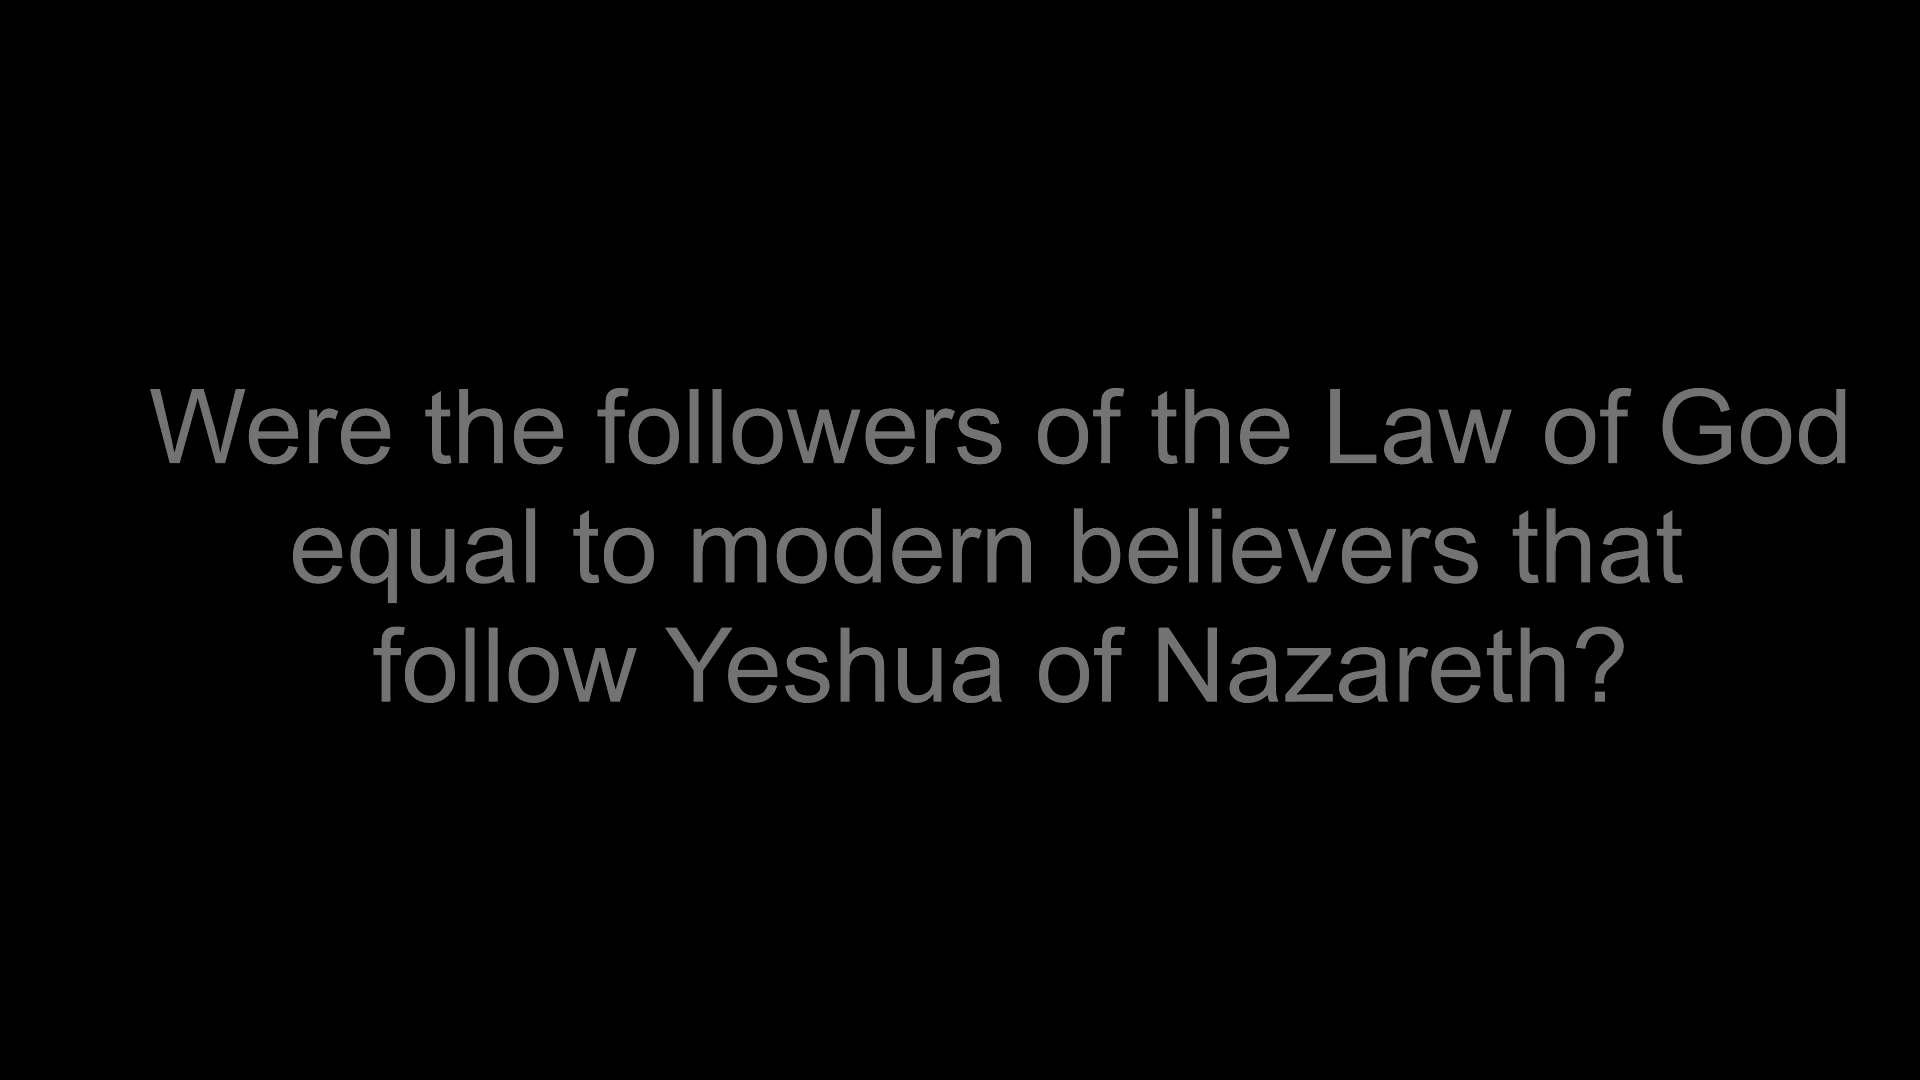 Were the followers of the Law of God
equal to modern believers that
follow Yeshua of Nazareth?